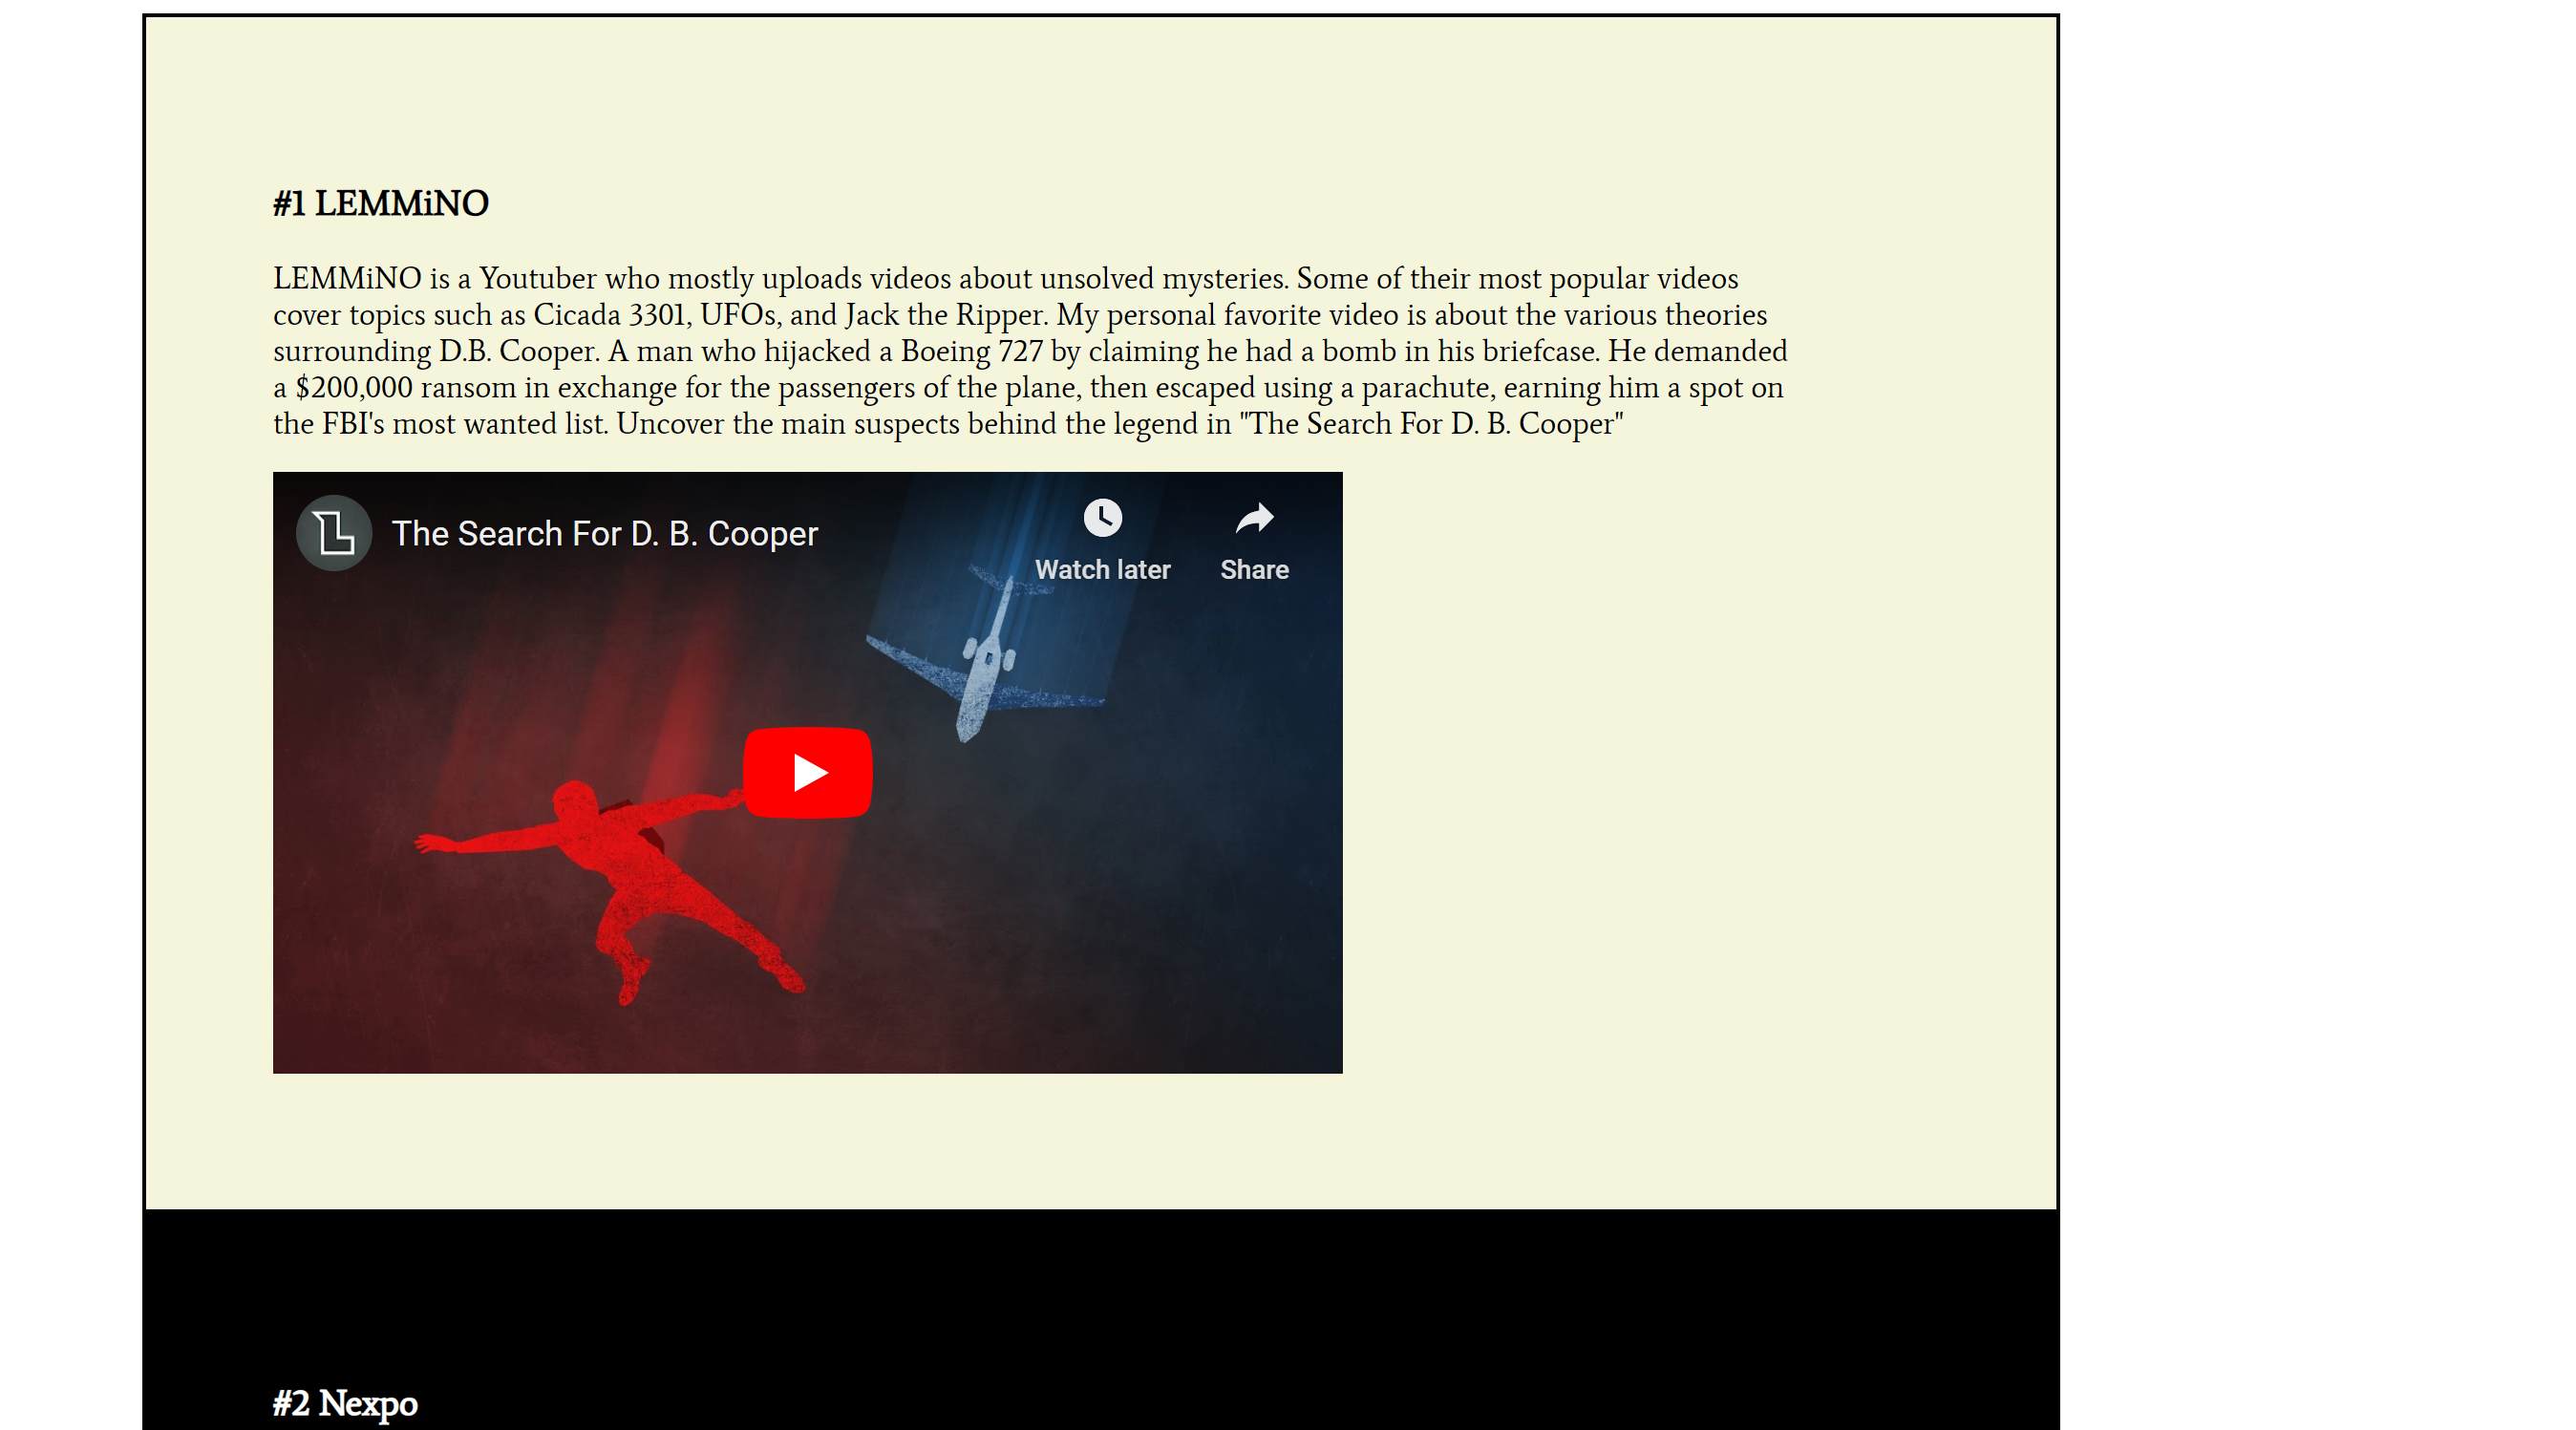 #1 LEMMiNO
LEMMiNO is a Youtuber who mostly uploads videos about unsolved mysteries. Some of their most popular videos
cover topics such as Cicada 3301, UFOs, and Jack the Ripper. My personal favorite video is about the various theories
surrounding D.B. Cooper. A man who hijacked a Boeing 727 by claiming he had a bomb in his briefcase. He demanded
a $200,000 ransom in exchange for the passengers of the plane, then escaped using a parachute, earning him a spot on
the FBI's most wanted list. Uncover the main suspects behind the legend in "The Search For D. B. Cooper"
The Search For D. B. Cooper
Watch later
Share
#2 Nexpo